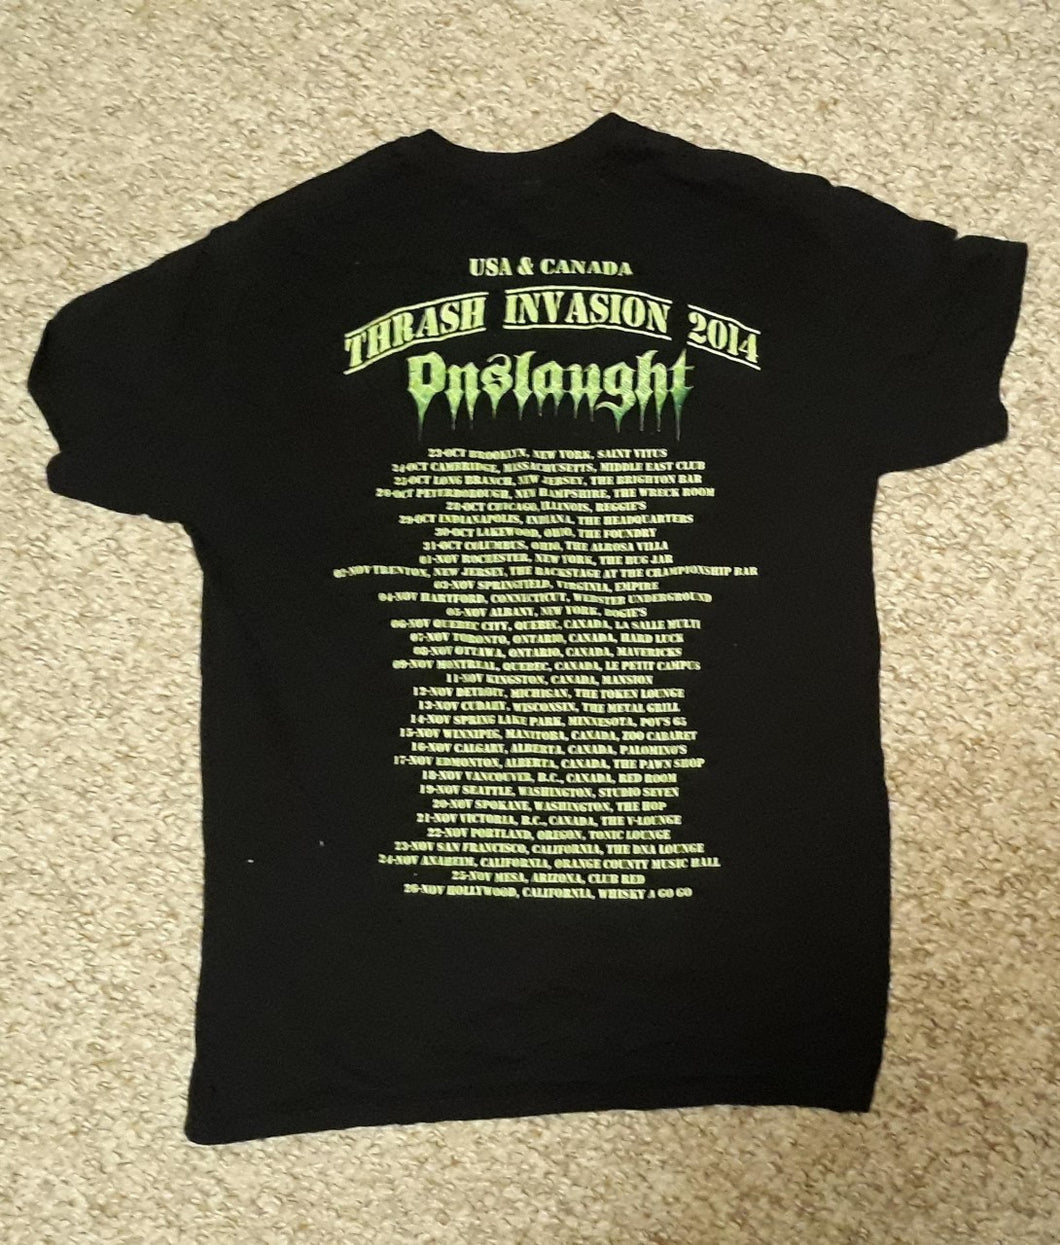 USA & CANADA
THRASH INVASION 2014
Onslaught
23-OCT BROOKLYN, NEW YORK, SAINT VITUS
24-OCT CAMBRIDGE, MASSACHUSETTS, MIDDLE EAST CLUB
25-OCT LONG BRANCH, NEW JERSEY, THE BRIGHTON BAR
26-OCT PETERBOROUGH, NEW HAMPSHIRE, THE WRECK ROOM
28-OCT CHICAGO, ILLINOIS, REGGIE'S
29-OCT INDIANAPOLIS, INDIANA, THE HEADQUARTERS
30-OCT LAKEWOOD, OHIO, THE FOUNDRY
31-OCT COLUMBUS, OHIO, THE ALROSA VILLA
01-NOV ROCHESTER, NEW YORK, THE BUG JAR
02-NOV TRENTON, NEW JERSEY, THE BACKSTAGE AT THE CHAMPIONSHIP BAR
03-NOV SPRINGFIELD, VIRGINIA, EMPIRE
04-NOV HARTFORD, CONNECTICUT, WEBSTER UNDERGROUND
05-NOV ALBANY, NEW YORK, BOGIE'S
06-NOV QUEBEC CITY, QUEBEC, CANADA, LA SALLE MULTI
07-NOV TORONTO, ONTARIO, CANADA, HARD LUCK
08-NOV OTTAWA, ONTARIO, CANADA, MAVERICKS
09-NOV MONTREAL, QUEBEC, CANADA, LE PETIT CAMPUS
11-NOV KINGSTON, CANADA, MANSION
12-NOV DETROIT, MICHIGAN, THE TOKEN LOUNGE
13-NOV CUDAHY, WISCONSIN, THE METAL GRILL
14-NOV SPRING LAKE PARK, MINNESOTA, POV'S 65
15-NOV WINNIPEG, MANITOBA, CANADA, ZOO CABARET
16-NOV CALGARY, ALBERTA, CANADA, PALOMINO'S
17-NOV EDMONTON, ALBERTA, CANADA, THE PAWN SHOP
18-NOV VANCOUVER, B.C., CANADA, RED ROOM
19-NOV SEATTLE, WASHINGTON, STUDIO SEVEN
20-NOV SPOKANE, WASHINGTON, THE HOP
21-NOV VICTORIA, B.C., CANADA, THE V-LOUNGE
22-NOV PORTLAND, OREGON, TONIC LOUNGE
23-NOV SAN FRANCISCO, CALIFORNIA, THE DNA LOUNGE
24-NOV ANAHEIM, CALIFORNIA, ORANGE COUNTY MUSIC HALL
25-NOV MESA, ARIZONA, CLUB RED
26-NOV HOLLYWOOD, CALIFORNIA, WHISKY A GO GO